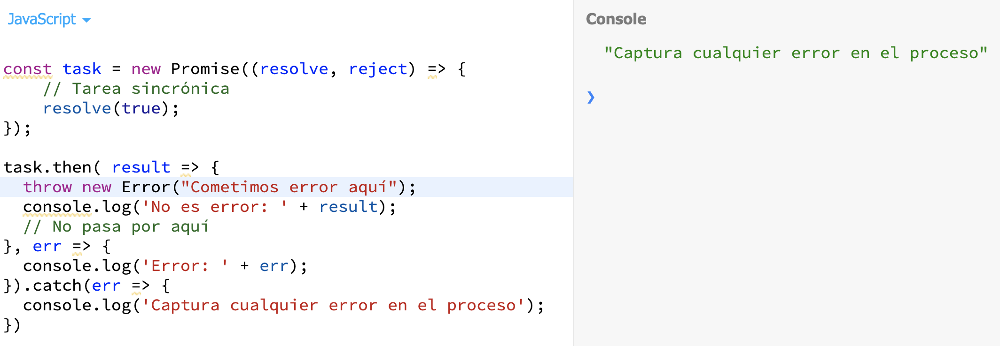 JavaScript
const task = new Promise((resolve, reject) => {
    // Tarea sincrónica
    resolve(true);
});

task.then( result => {
  throw new Error("Cometimos error aquí");
  console.log('No es error: ' + result);
  // No pasa por aquí
}, err => {
  console.log('Error: ' + err);
}).catch(err => {
  console.log('Captura cualquier error en el proceso');
})
Console
"Captura cualquier error en el proceso"